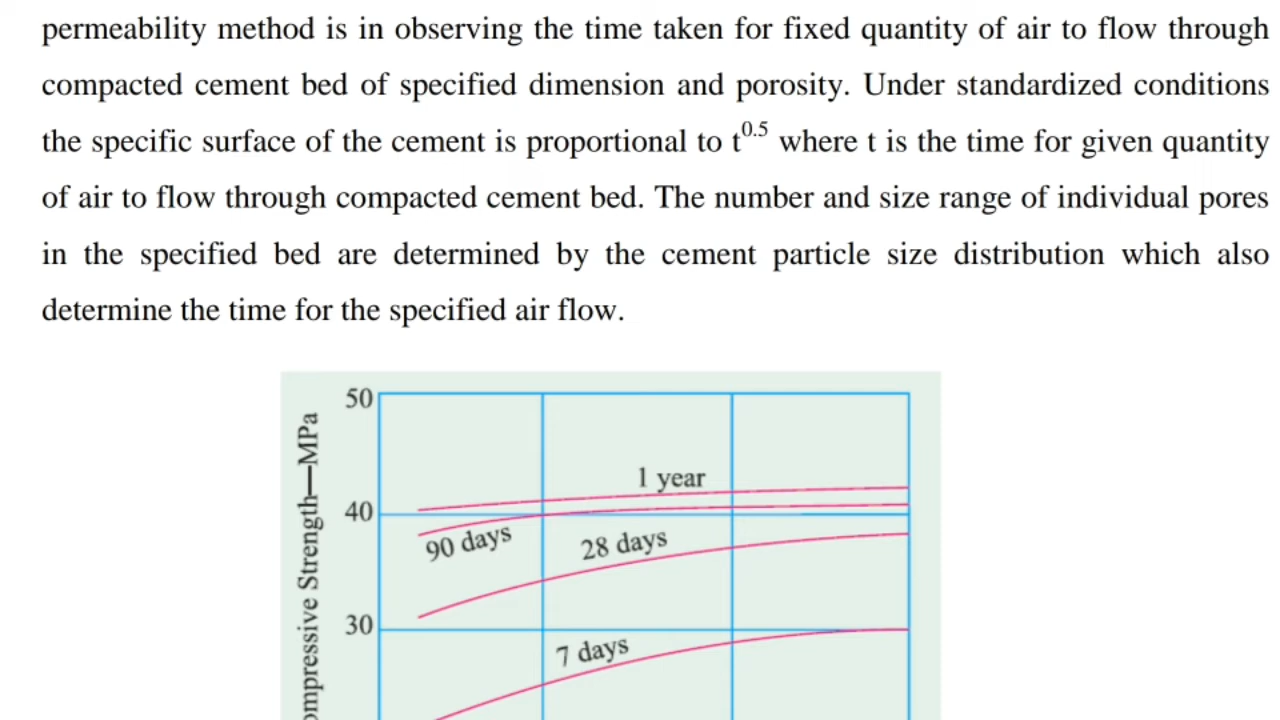 permeability method is in observing the time taken for fixed quantity of air to flow through
compacted cement bed of specified dimension and porosity. Under standardized conditions
the specific surface of the cement is proportional to t^0.5 where t is the time for given quantity
of air to flow through compacted cement bed. The number and size range of individual pores
in the specified bed are determined by the cement particle size distribution which also
determine the time for the specified air flow.
50
1 year
40
90 days
28 days
30
7 days
ompressive Strength—MPa